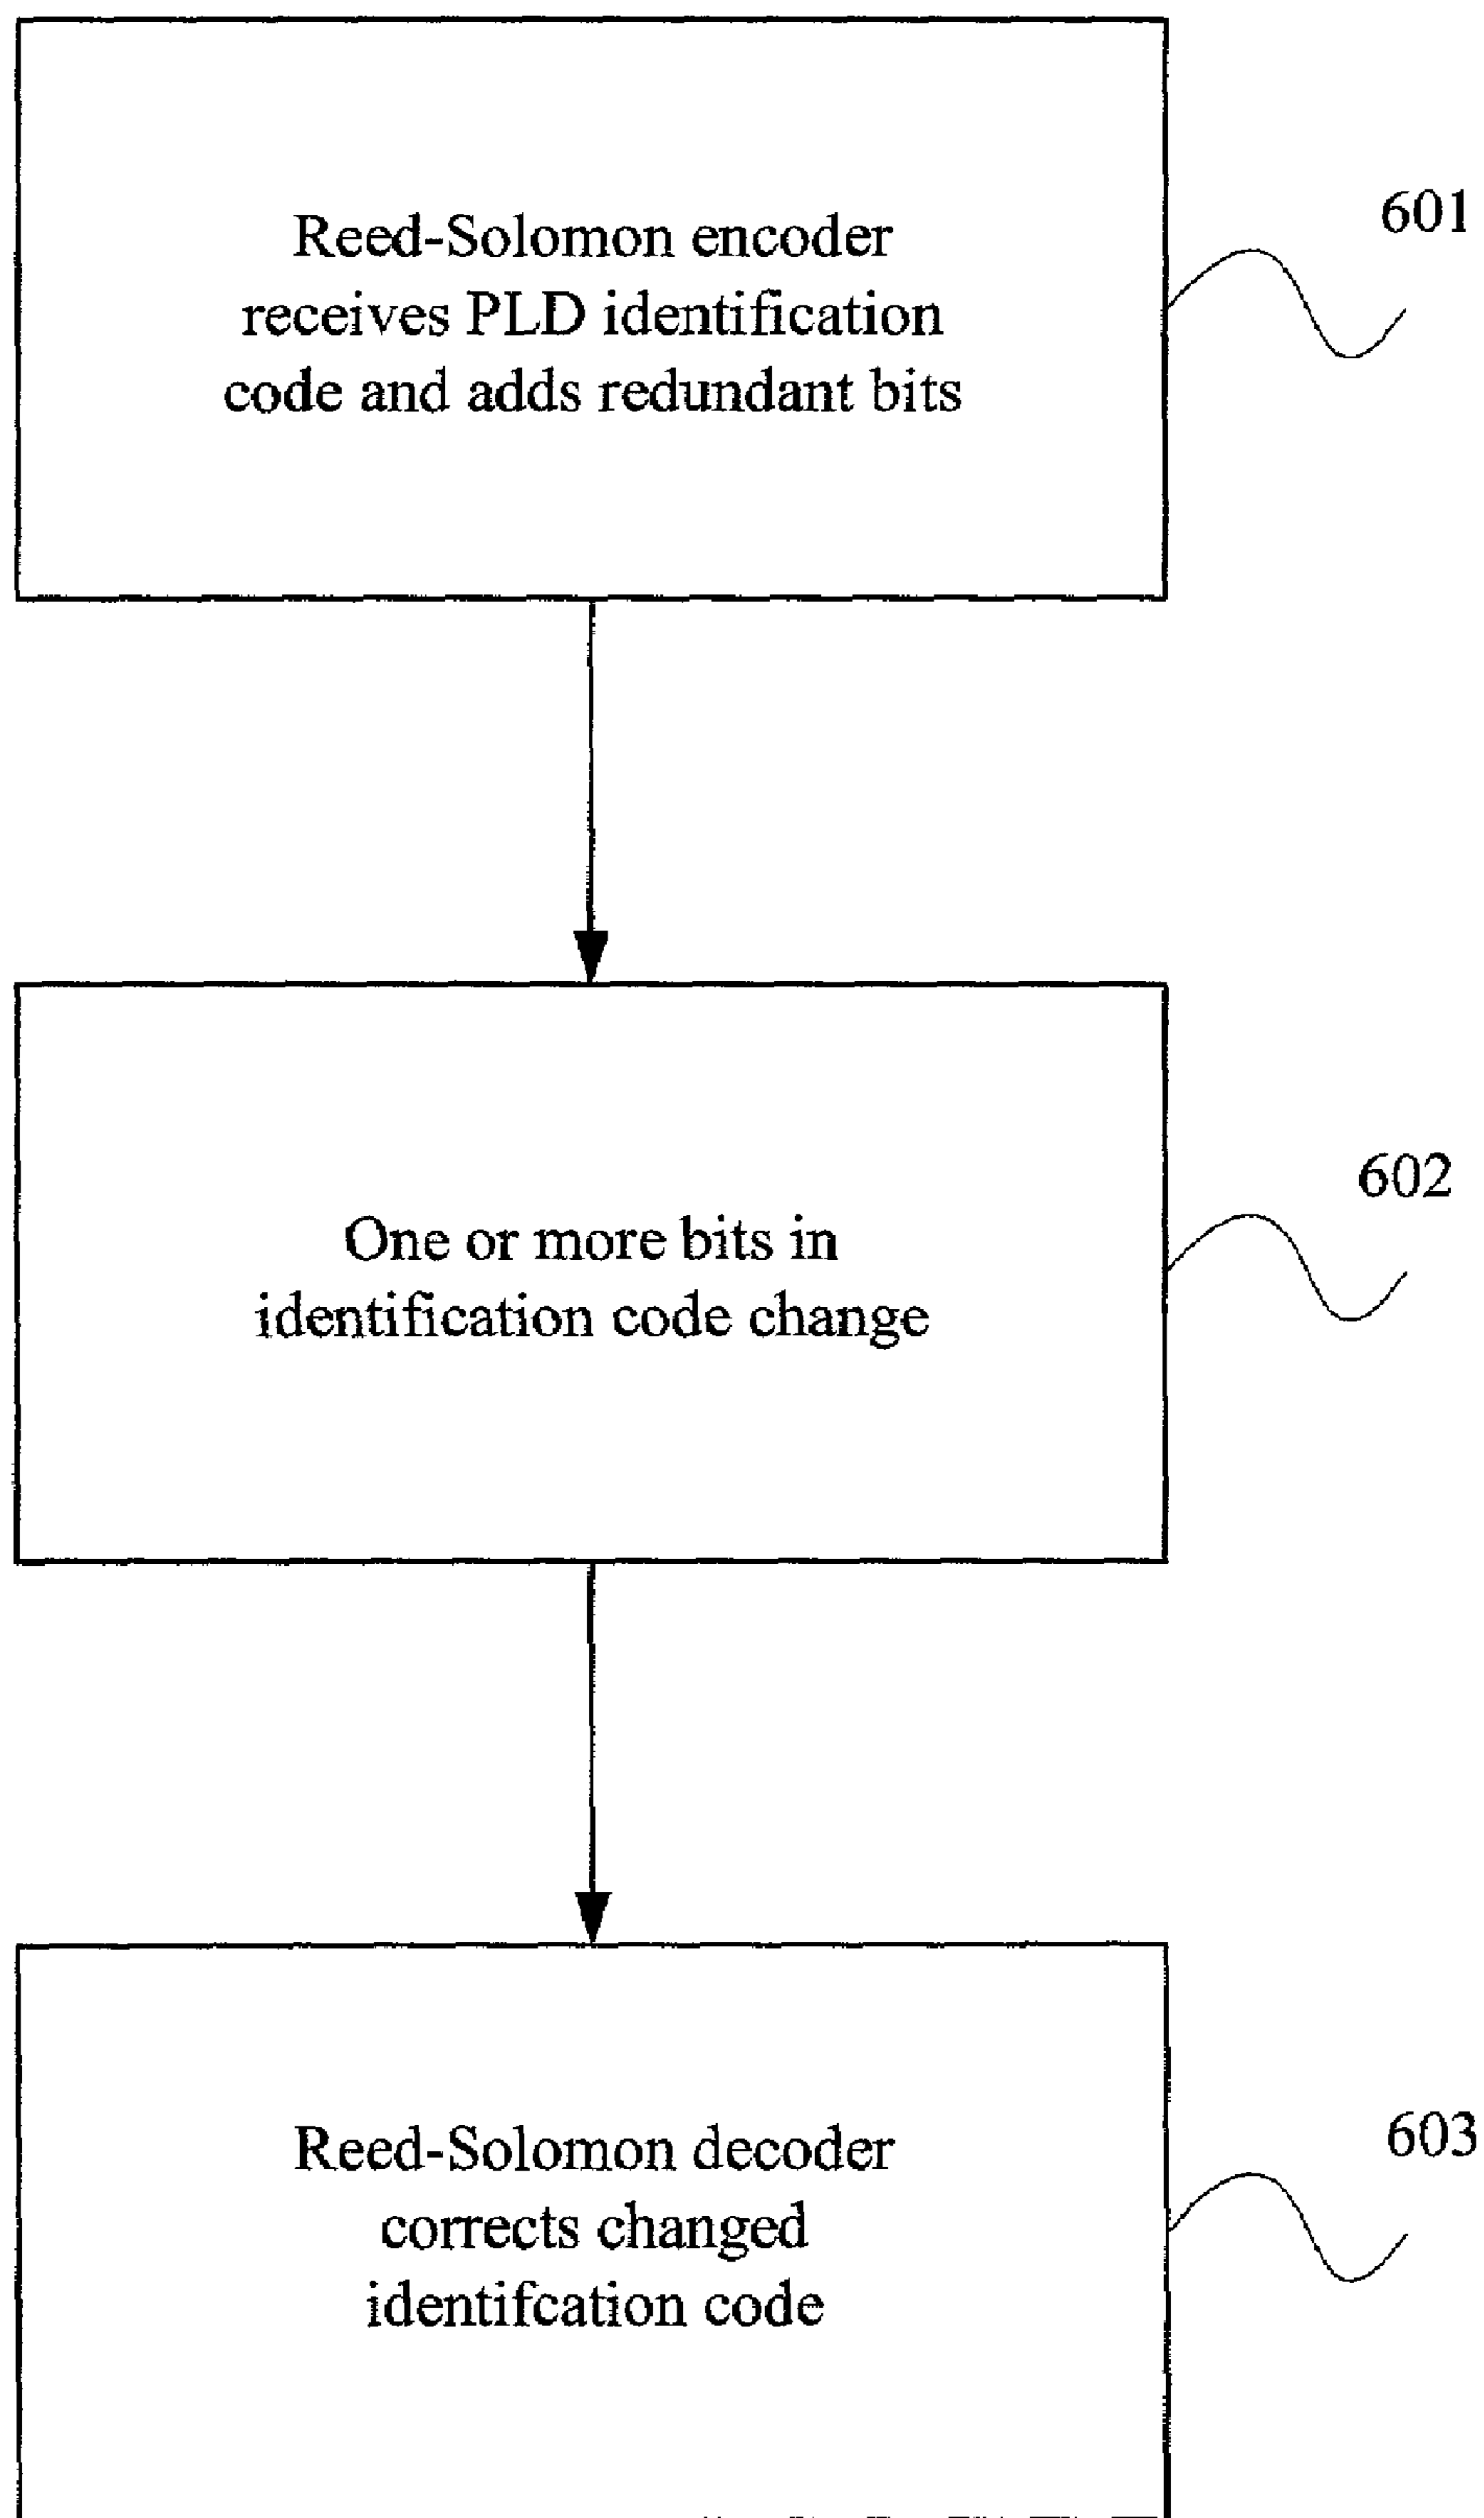 601
Reed-Solomon encoder
receives PLD identification
code and adds redundant bits
602
One or more bits in
identification code change
603
Reed-Solomon decoder
corrects changed
identifcation code